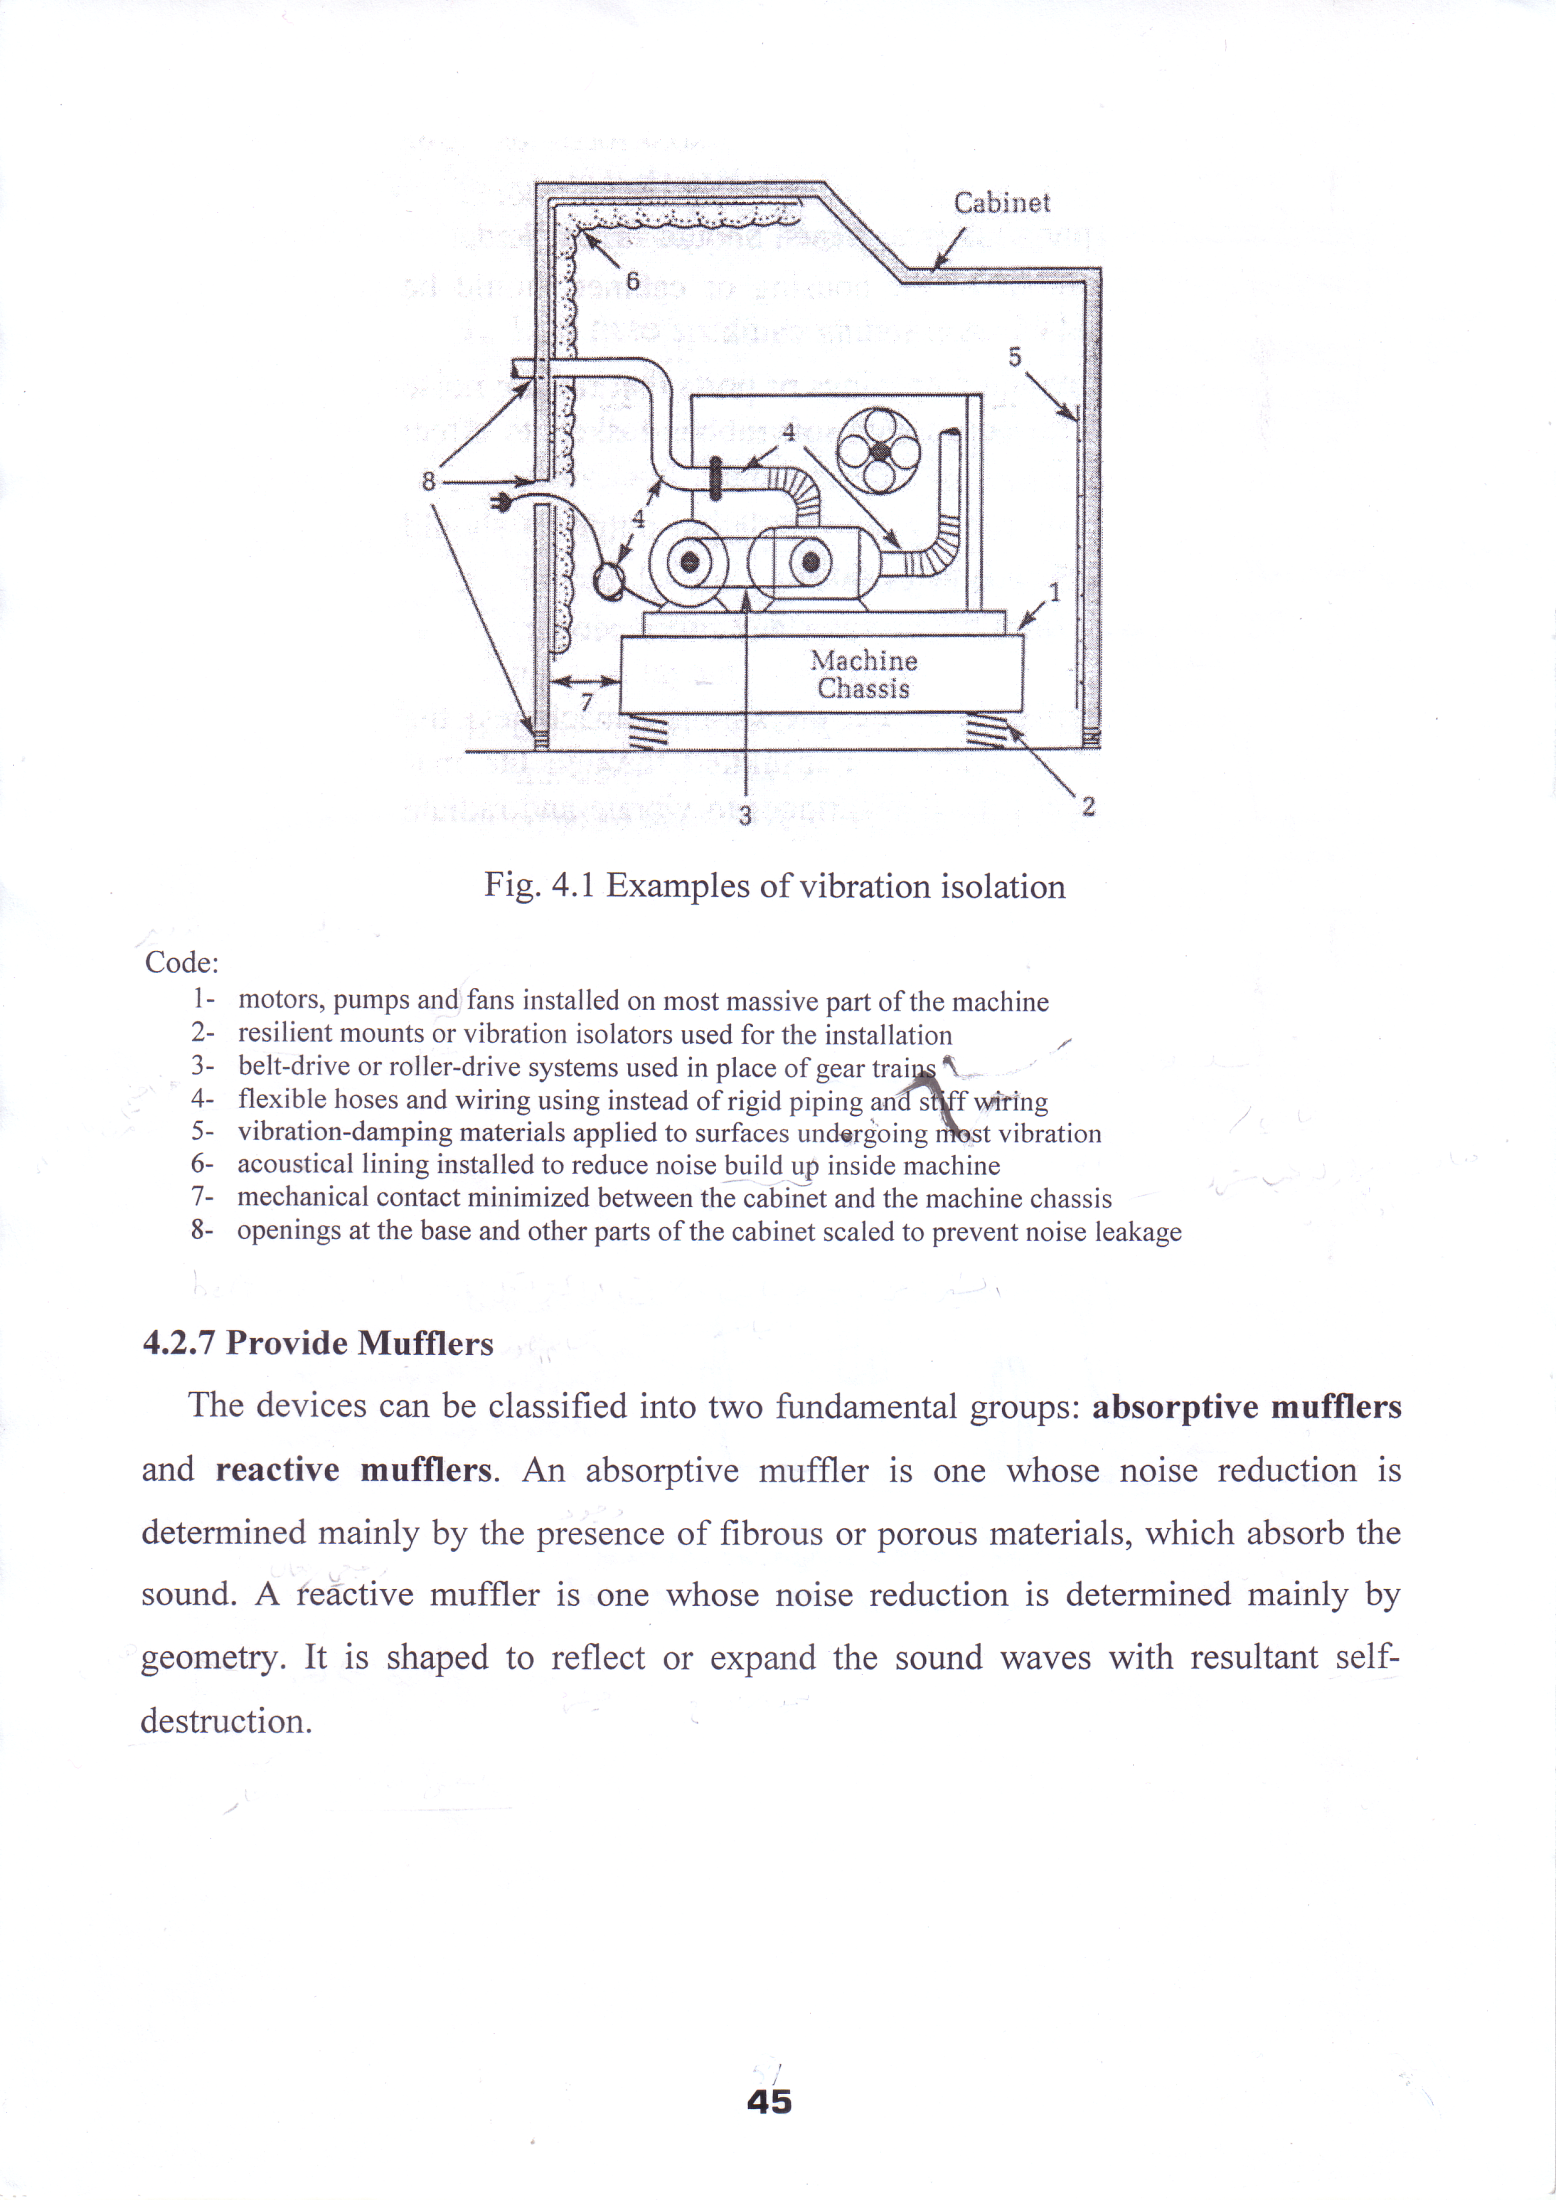 Cabinet
6
5
4
8
4
1
Machine
Chassis
7
2
3
Fig. 4.1 Examples of vibration isolation
Code:
1- motors, pumps and fans installed on most massive part of the machine
2- resilient mounts or vibration isolators used for the installation
3- belt-drive or roller-drive systems used in place of gear trains
4- flexible hoses and wiring using instead of rigid piping and stiff wiring
5- vibration-damping materials applied to surfaces undergoing most vibration
6- acoustical lining installed to reduce noise build up inside machine
7- mechanical contact minimized between the cabinet and the machine chassis
8- openings at the base and other parts of the cabinet scaled to prevent noise leakage
4.2.7 Provide Mufflers
The devices can be classified into two fundamental groups: absorptive mufflers
and reactive mufflers. An absorptive muffler is one whose noise reduction is
determined mainly by the presence of fibrous or porous materials, which absorb the
sound. A reactive muffler is one whose noise reduction is determined mainly by
geometry. It is shaped to reflect or expand the sound waves with resultant self-
destruction.
45